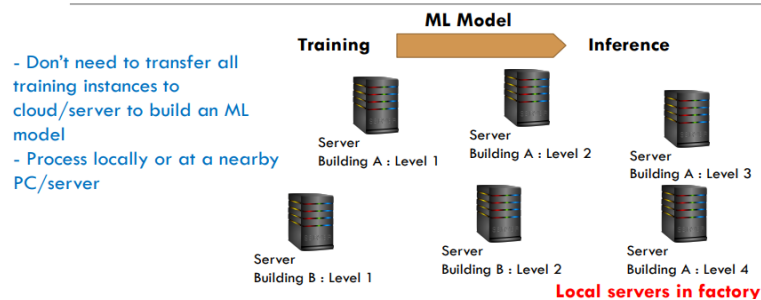 ML Model
Training
Inference
- Don't need to transfer all
training instances to
cloud/server to build an ML
model
- Process locally or at a nearby
PC/server
Server
Building A : Level 1
Server
Building A : Level 2
Server
Building A : Level 3
Server
Building B : Level 1
Server
Building B : Level 2
Server
Building A : Level 4
Local servers in factory